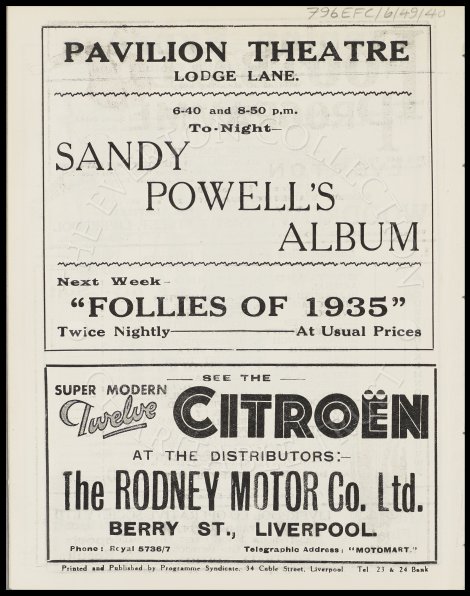 796EFC/6/49/40
PAVILION THEATRE
LODGE LANE.
6-40 and 8-50 p.m.
To-Night—
SANDY
POWELL'S
ALBUM
Next Week-
"FOLLIES OF 1935"
Twice Nightly——At Usual Prices
SEE THE
SUPER MODERN
Twelve
CITROËN
AT THE DISTRIBUTORS:—
The RODNEY MOTOR Co. Ltd.
BERRY ST., LIVERPOOL.
Phone: Royal 5736/7 Telegraphic Address: "MOTOMART."
Printed and Published by Programme Syndicate, 34 Cable Street, Liverpool Tel 23 & 24 Bank
THE EVERTON COLLECTION